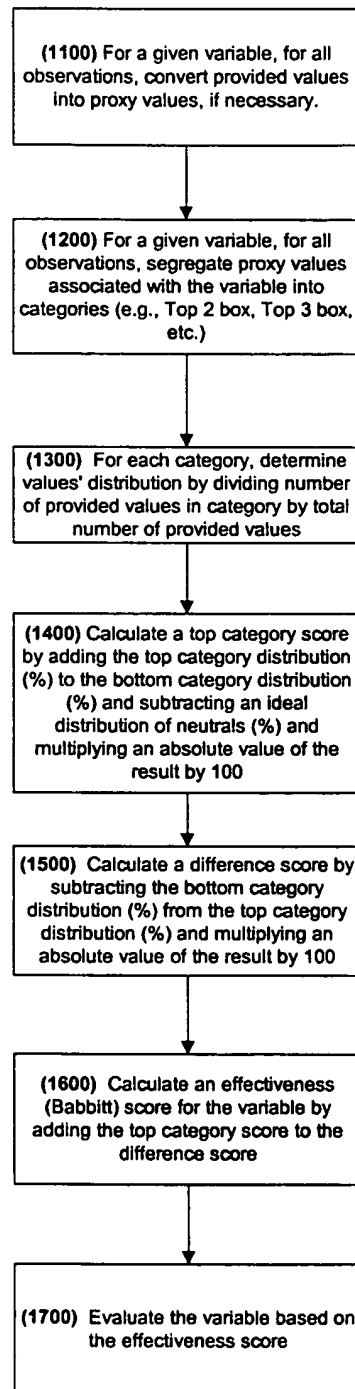 (1100) For a given variable, for all
observations, convert provided values
into proxy values, if necessary.
(1200) For a given variable, for all
observations, segregate proxy values
associated with the variable into
categories (e.g., Top 2 box, Top 3 box,
etc.)
(1300) For each category, determine
values' distribution by dividing number
of provided values in category by total
number of provided values
(1400) Calculate a top category score
by adding the top category distribution
(%) to the bottom category distribution
(%) and subtracting an ideal
distribution of neutrals (%) and
multiplying an absolute value of the
result by 100
(1500) Calculate a difference score by
subtracting the bottom category
distribution (%) from the top category
distribution (%) and multiplying an
absolute value of the result by 100
(1600) Calculate an effectiveness
(Babbitt) score for the variable by
adding the top category score to the
difference score
(1700) Evaluate the variable based on
the effectiveness score